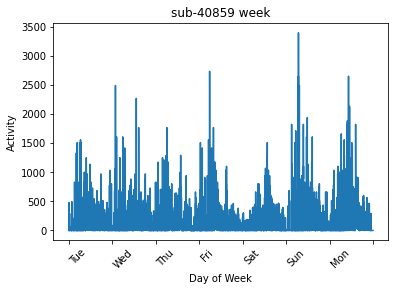 sub-40859 week
3500
3000
2500
2000
1500
1000
500
0
Activity
Tue
Wed
Thu
Fri
Sat
Sun
Mon
Day of Week